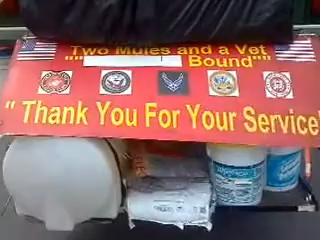 Two Mules and a Vet
"" Bound""
" Thank You For Your Service"